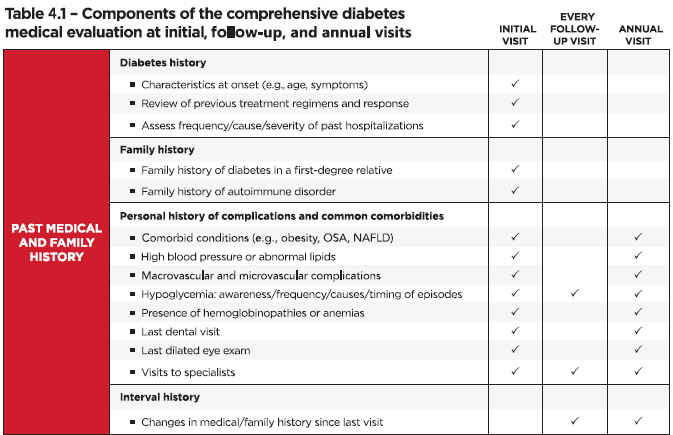 Table 4.1 – Components of the comprehensive diabetes
medical evaluation at initial, follow-up, and annual visits
INITIAL
VISIT
EVERY
FOLLOW-
UP VISIT
ANNUAL
VISIT
PAST MEDICAL
AND FAMILY
HISTORY
Diabetes history
▪ Characteristics at onset (e.g., age, symptoms) ✓
▪ Review of previous treatment regimens and response ✓
▪ Assess frequency/cause/severity of past hospitalizations ✓
Family history
▪ Family history of diabetes in a first-degree relative ✓
▪ Family history of autoimmune disorder ✓
Personal history of complications and common comorbidities
▪ Comorbid conditions (e.g., obesity, OSA, NAFLD) ✓ ✓
▪ High blood pressure or abnormal lipids ✓ ✓
▪ Macrovascular and microvascular complications ✓ ✓
▪ Hypoglycemia: awareness/frequency/causes/timing of episodes ✓ ✓ ✓
▪ Presence of hemoglobinopathies or anemias ✓ ✓
▪ Last dental visit ✓ ✓
▪ Last dilated eye exam ✓ ✓
▪ Visits to specialists ✓ ✓ ✓
Interval history
▪ Changes in medical/family history since last visit ✓ ✓